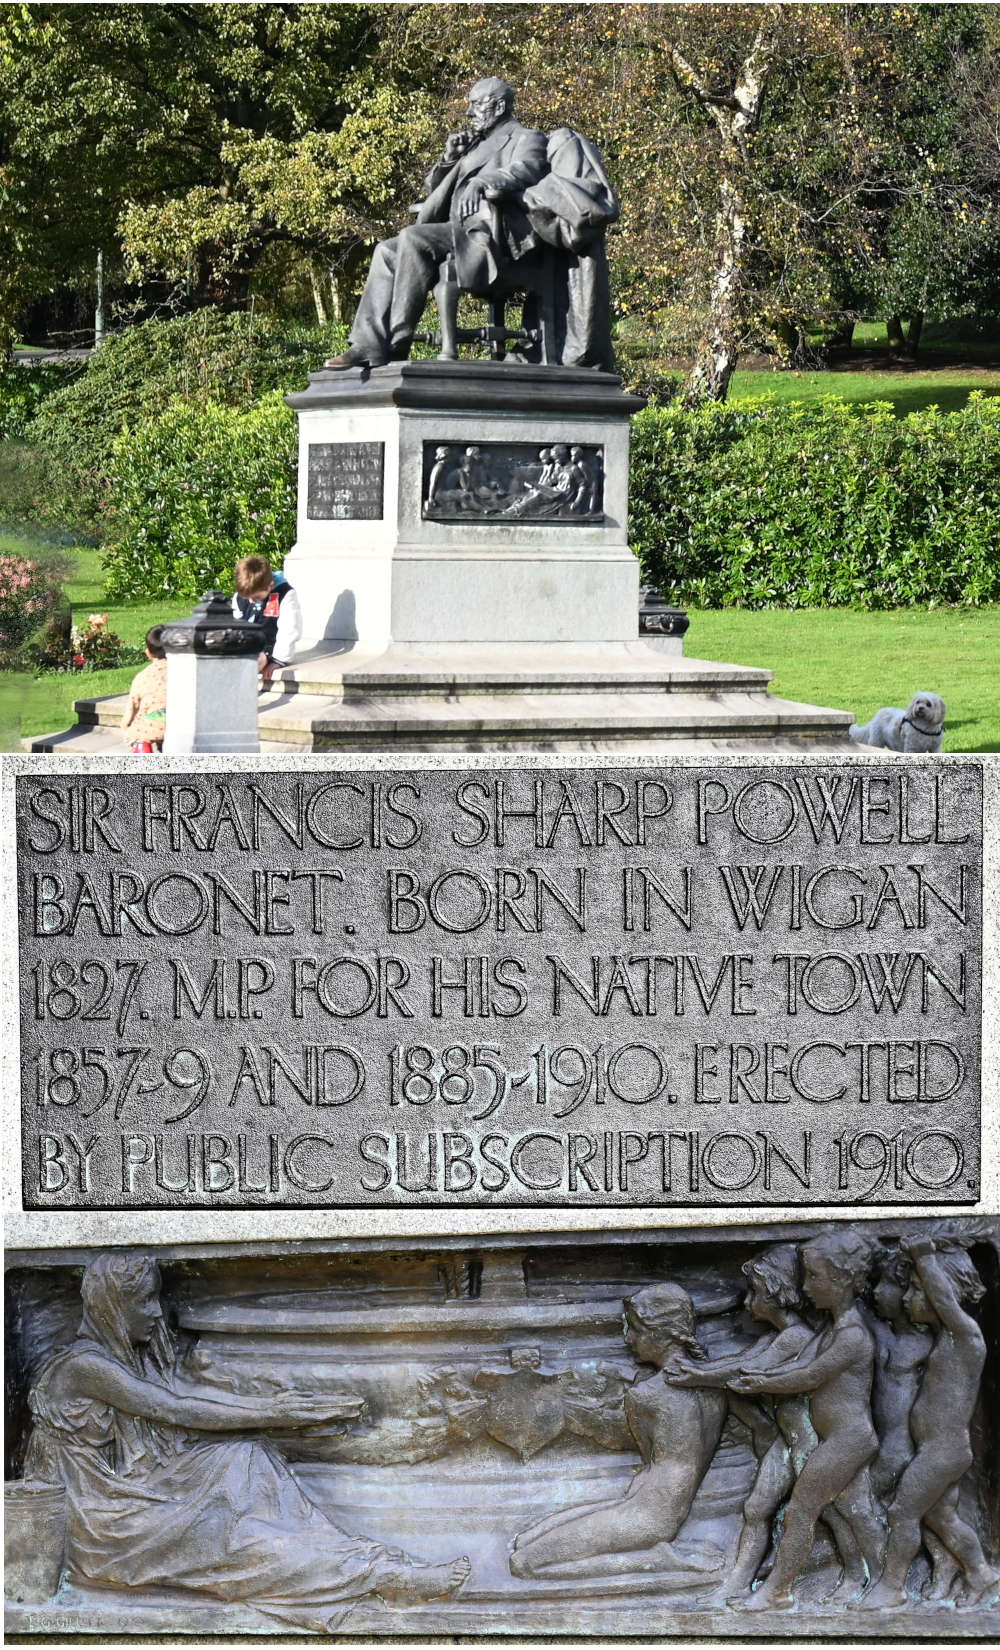 SIR FRANCIS SHARP POWELL
BARONET. BORN IN WIGAN
1827. M.P. FOR HIS NATIVE TOWN
1857-9 AND 1885-1910. ERECTED
BY PUBLIC SUBSCRIPTION 1910.